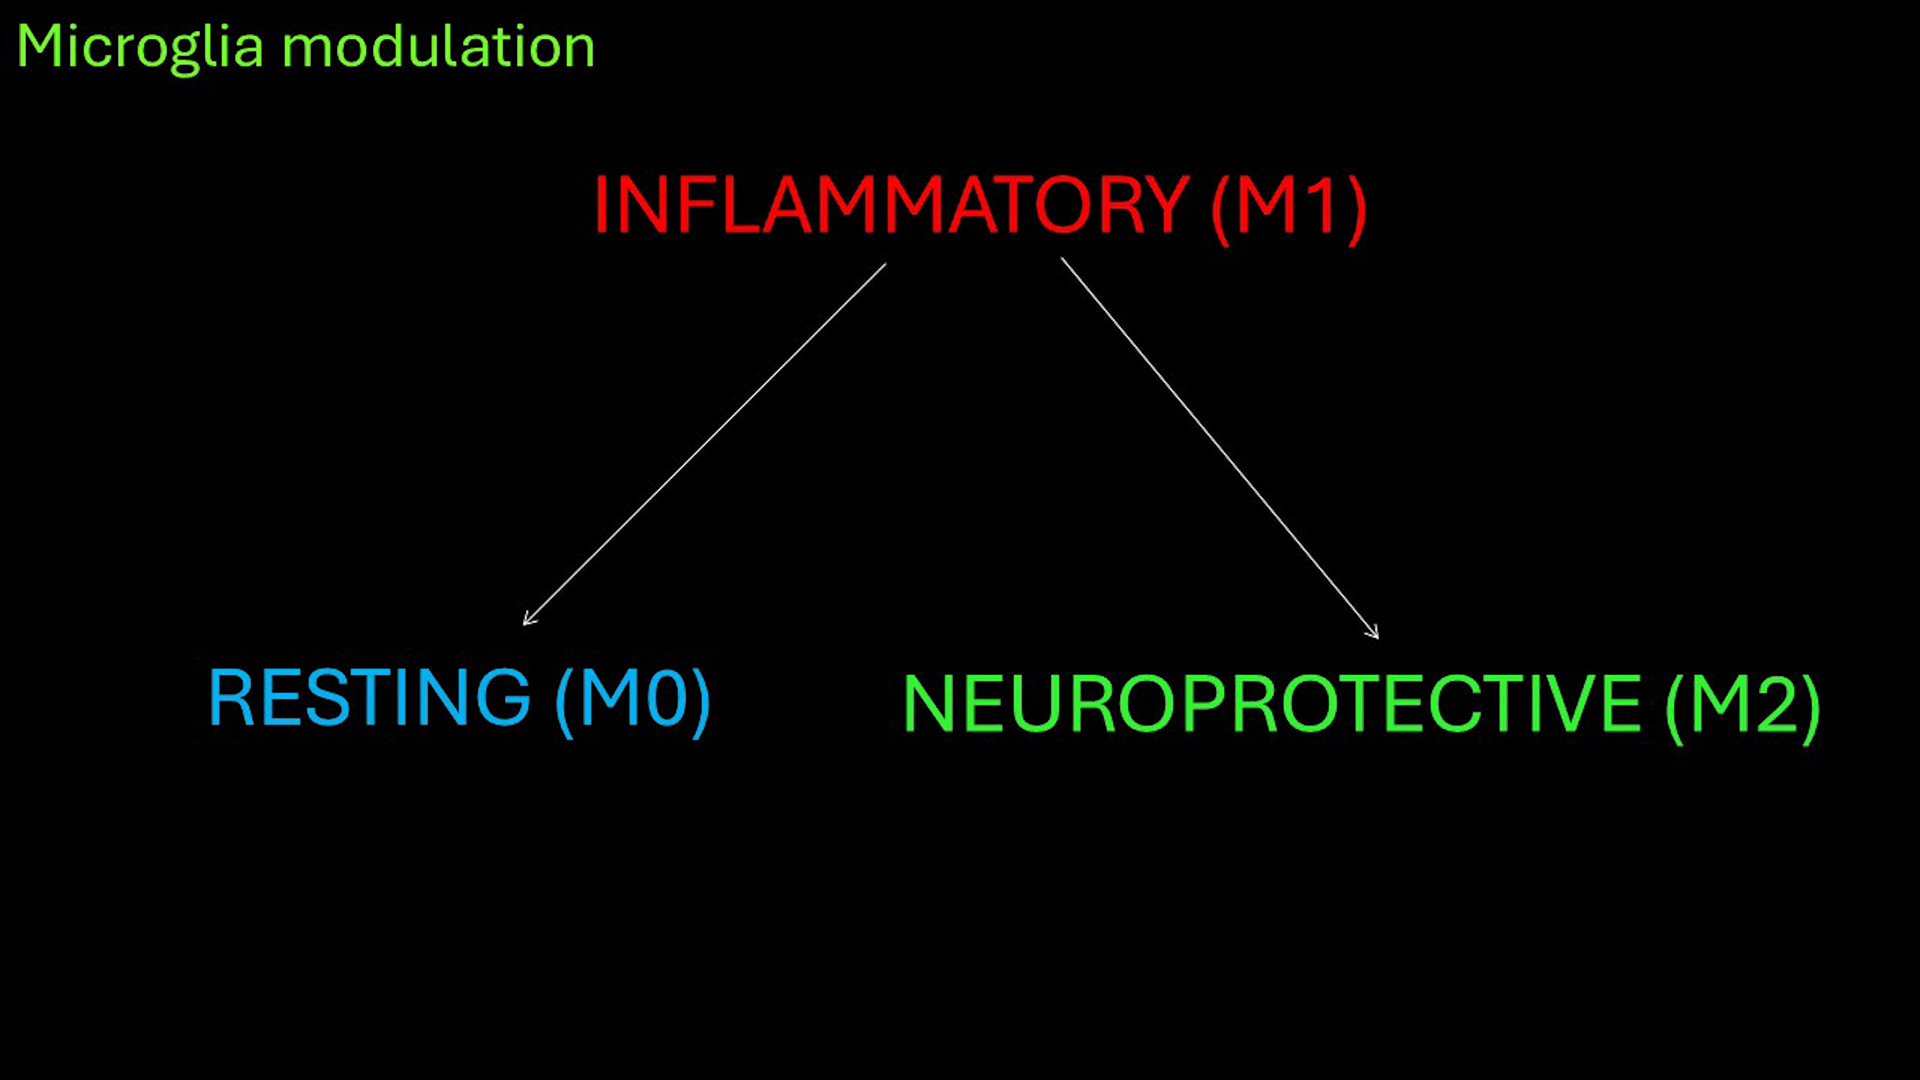 Microglia modulation
INFLAMMATORY (M1)
RESTING (M0)
NEUROPROTECTIVE (M2)